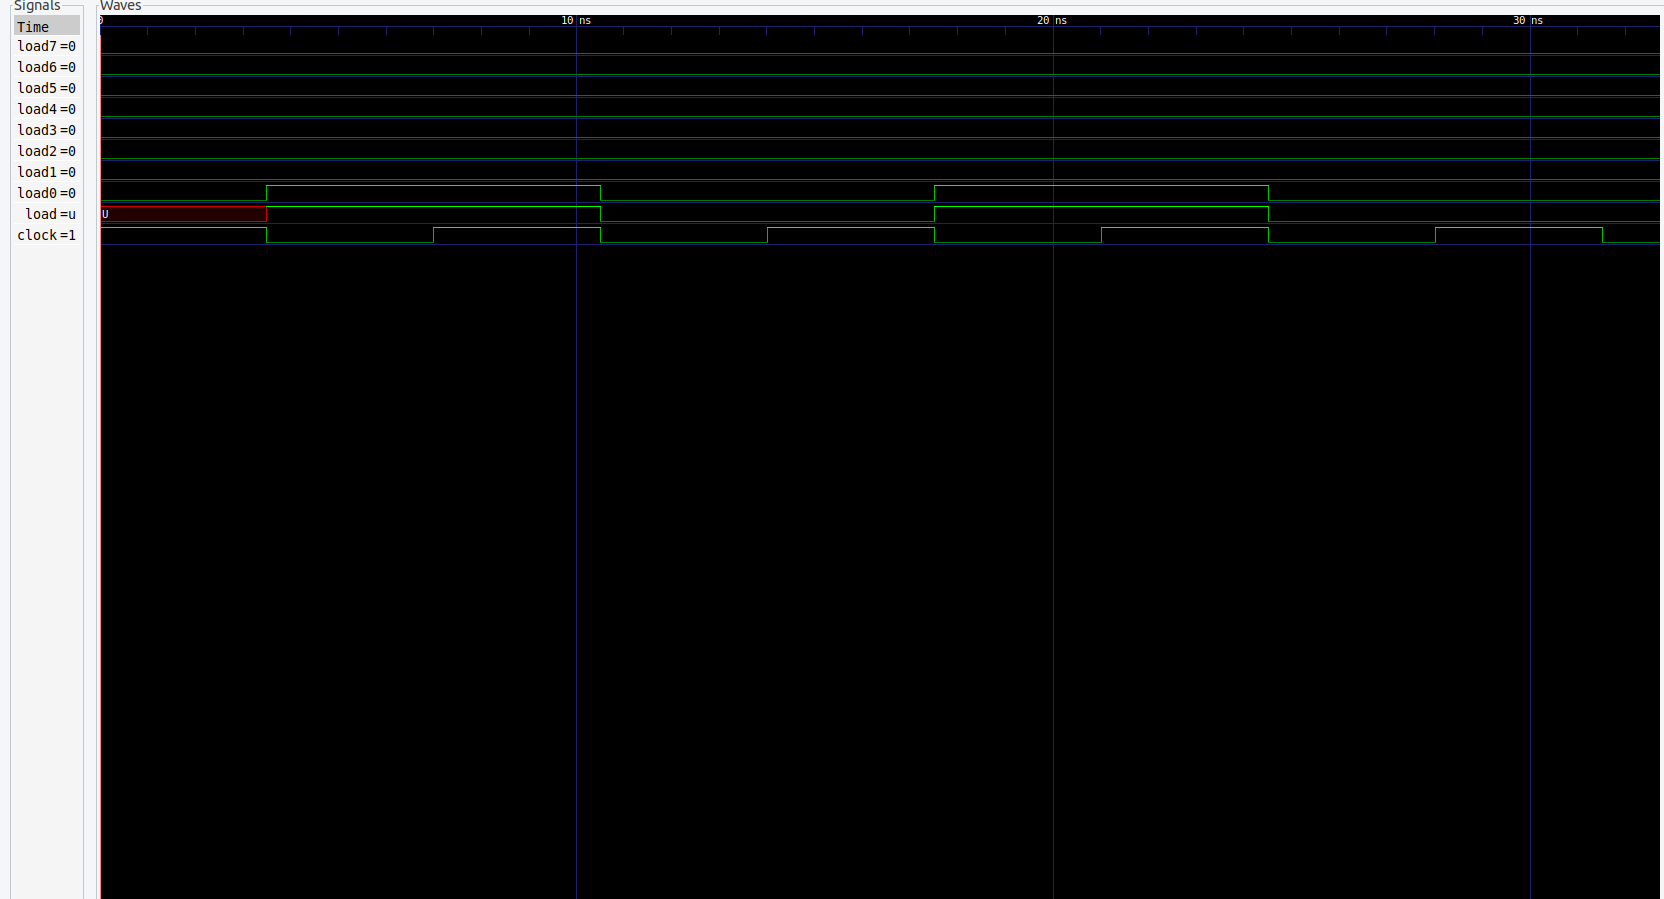 Signals Waves
Time
0 10 ns 20 ns 30 ns
load7=0
load6=0
load5=0
load4=0
load3=0
load2=0
load1=0
load0=0
load=u U
clock=1